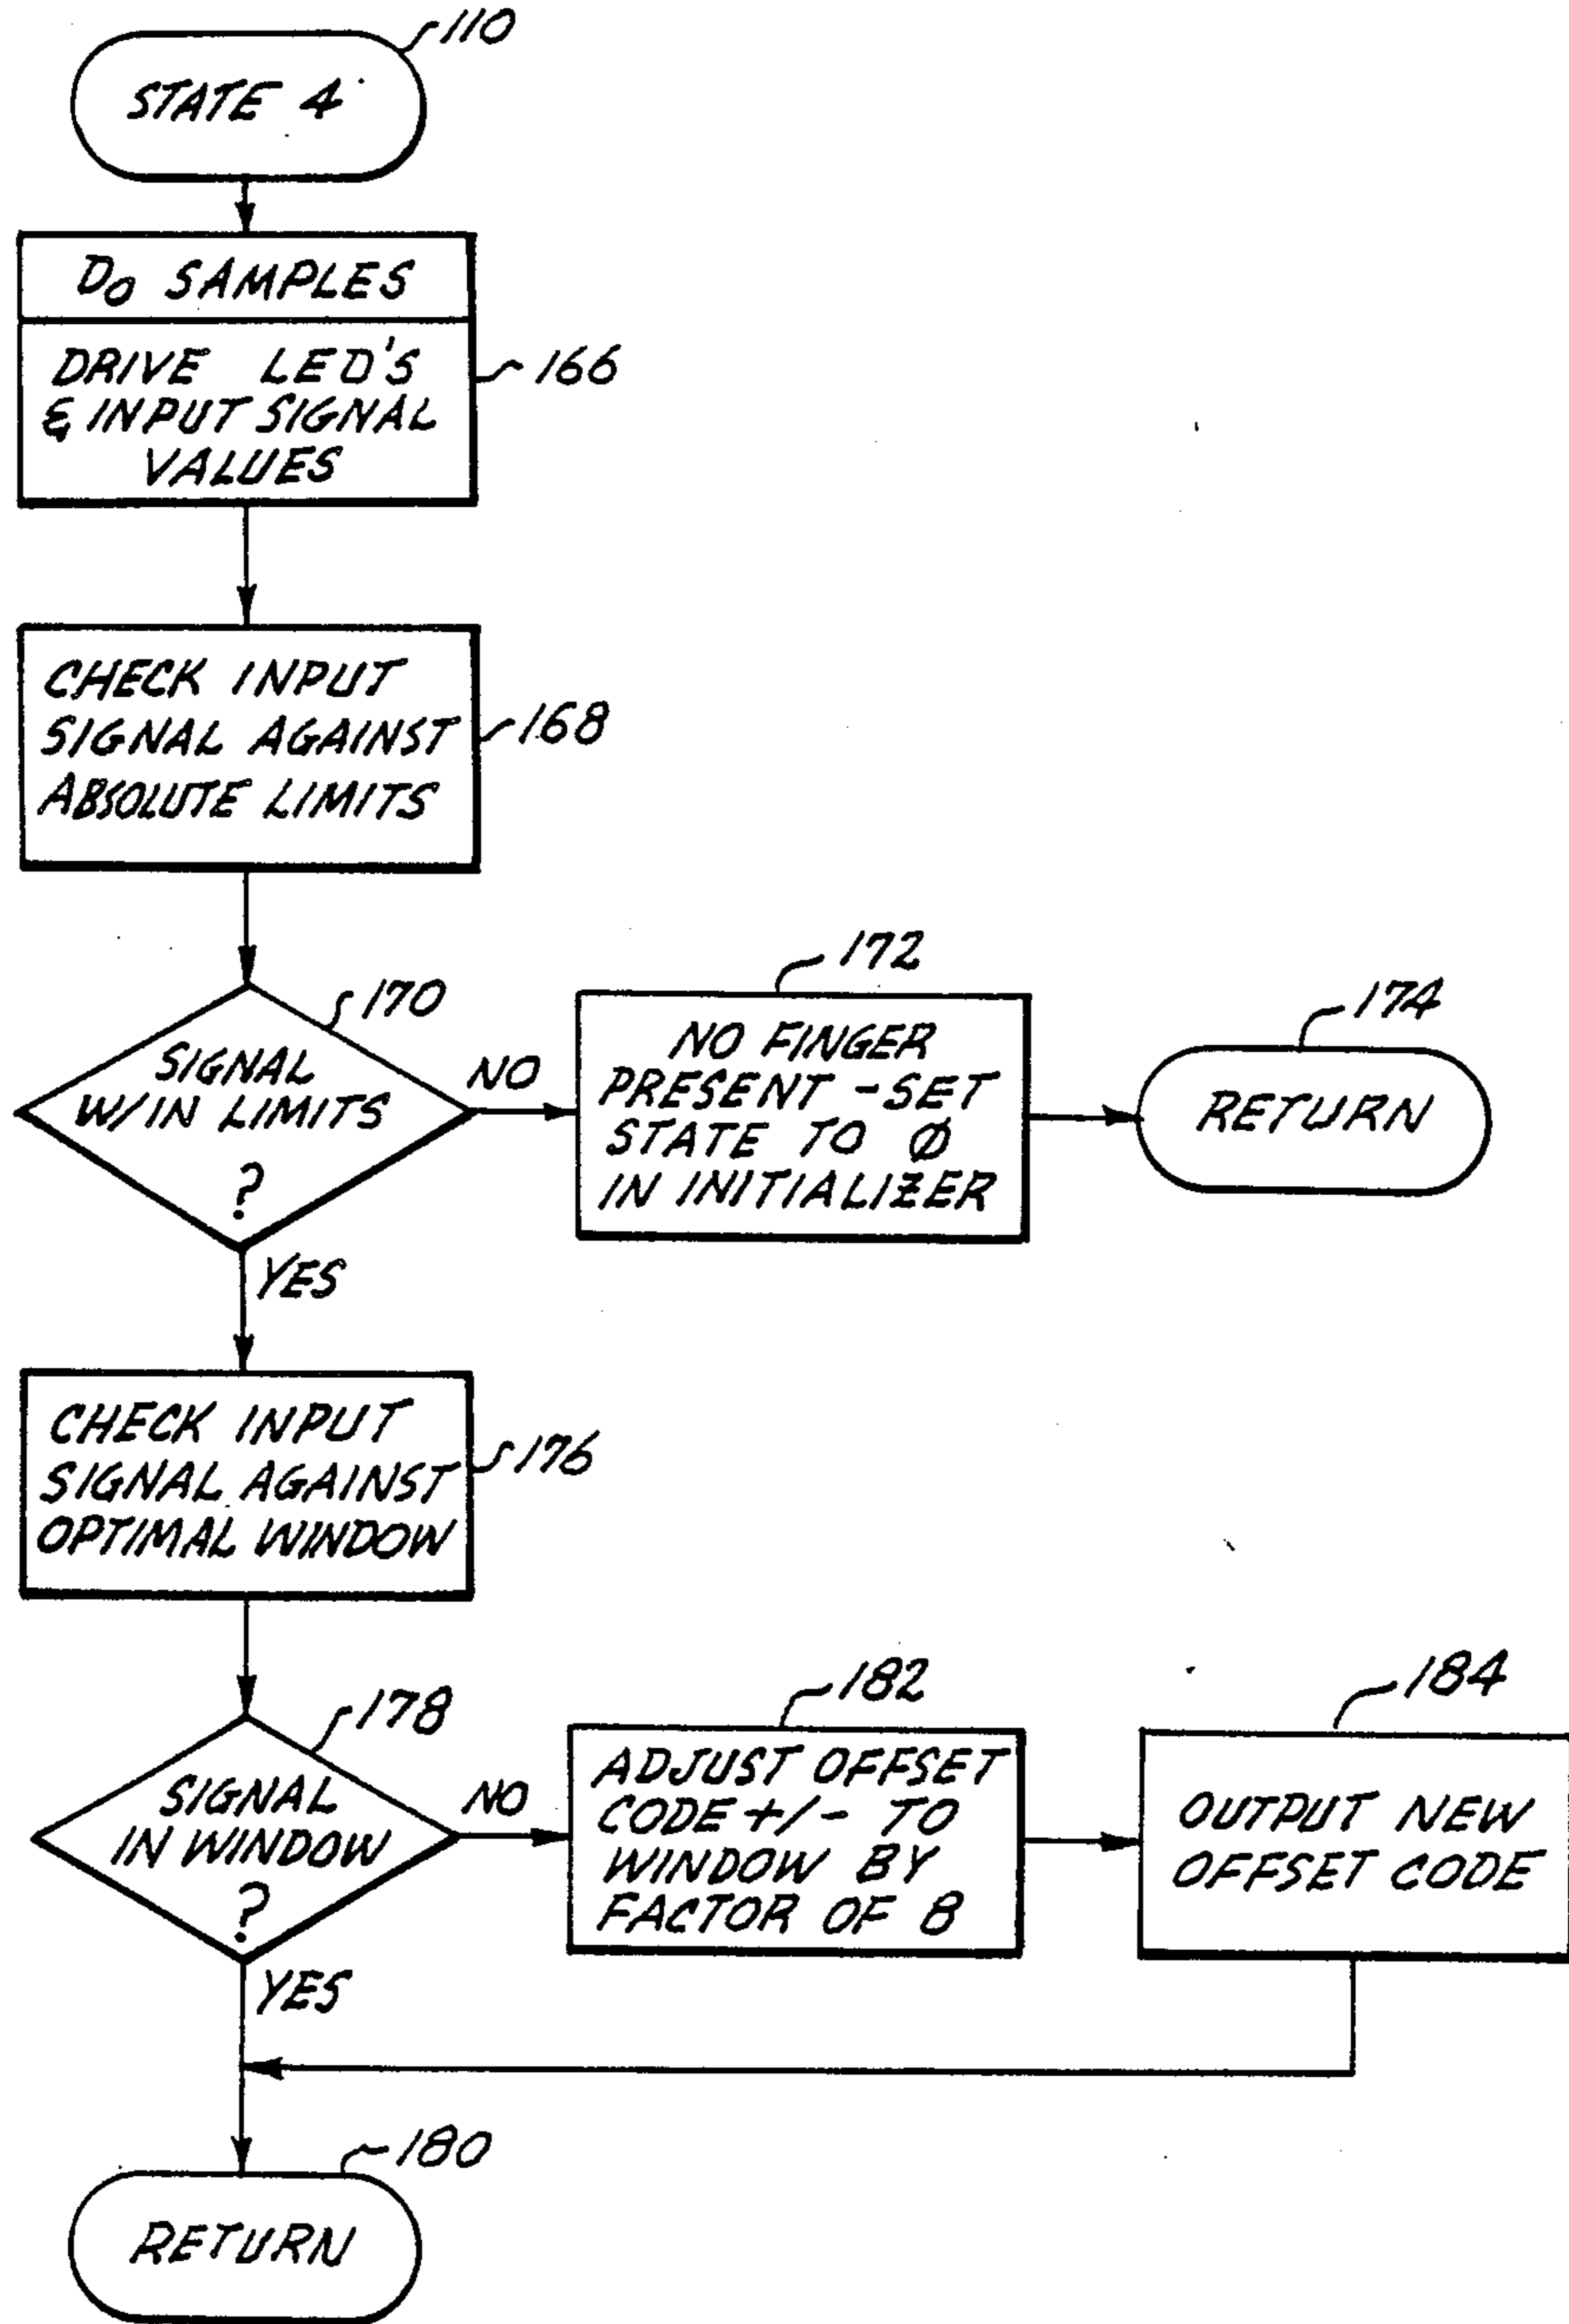 110
STATE 4
DO SAMPLES
DRIVE LED'S
& INPUT SIGNAL
VALUES
166
CHECK INPUT
SIGNAL AGAINST
ABSOLUTE LIMITS
168
170
SIGNAL
W/IN LIMITS
?
NO
YES
172
NO FINGER
PRESENT - SET
STATE TO Ø
IN INITIALIZER
174
RETURN
CHECK INPUT
SIGNAL AGAINST
OPTIMAL WINDOW
176
178
SIGNAL
IN WINDOW
?
NO
YES
182
ADJUST OFFSET
CODE +/- TO
WINDOW BY
FACTOR OF 8
184
OUTPUT NEW
OFFSET CODE
180
RETURN